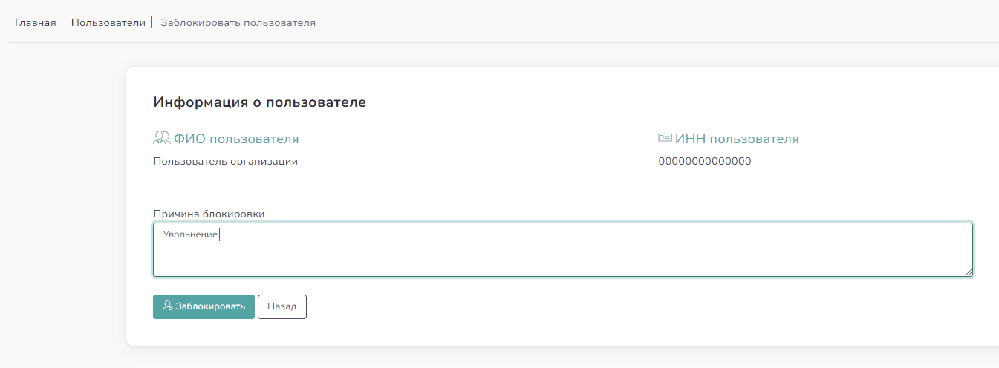 Главная | Пользователи | Заблокировать пользователя
Информация о пользователе
ФИО пользователя
Пользователь организации
ИНН пользователя
00000000000000
Причина блокировки
Увольнение.
Заблокировать
Назад